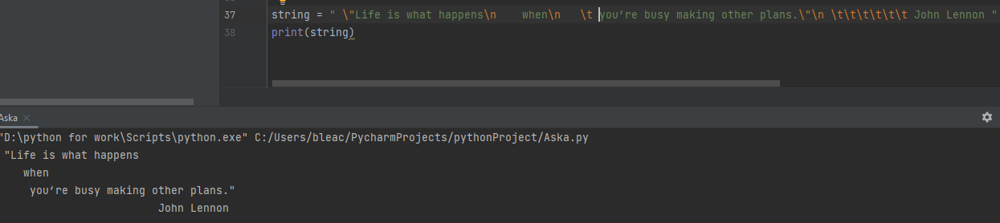 37 string = " \"Life is what happens\n    when\n   \t you’re busy making other plans.\"\n \t\t\t\t\t\t John Lennon "
38 print(string)
Aska
"D:\python for work\Scripts\python.exe" C:/Users/bleac/PycharmProjects/pythonProject/Aska.py
 "Life is what happens
    when
     you’re busy making other plans."
                         John Lennon